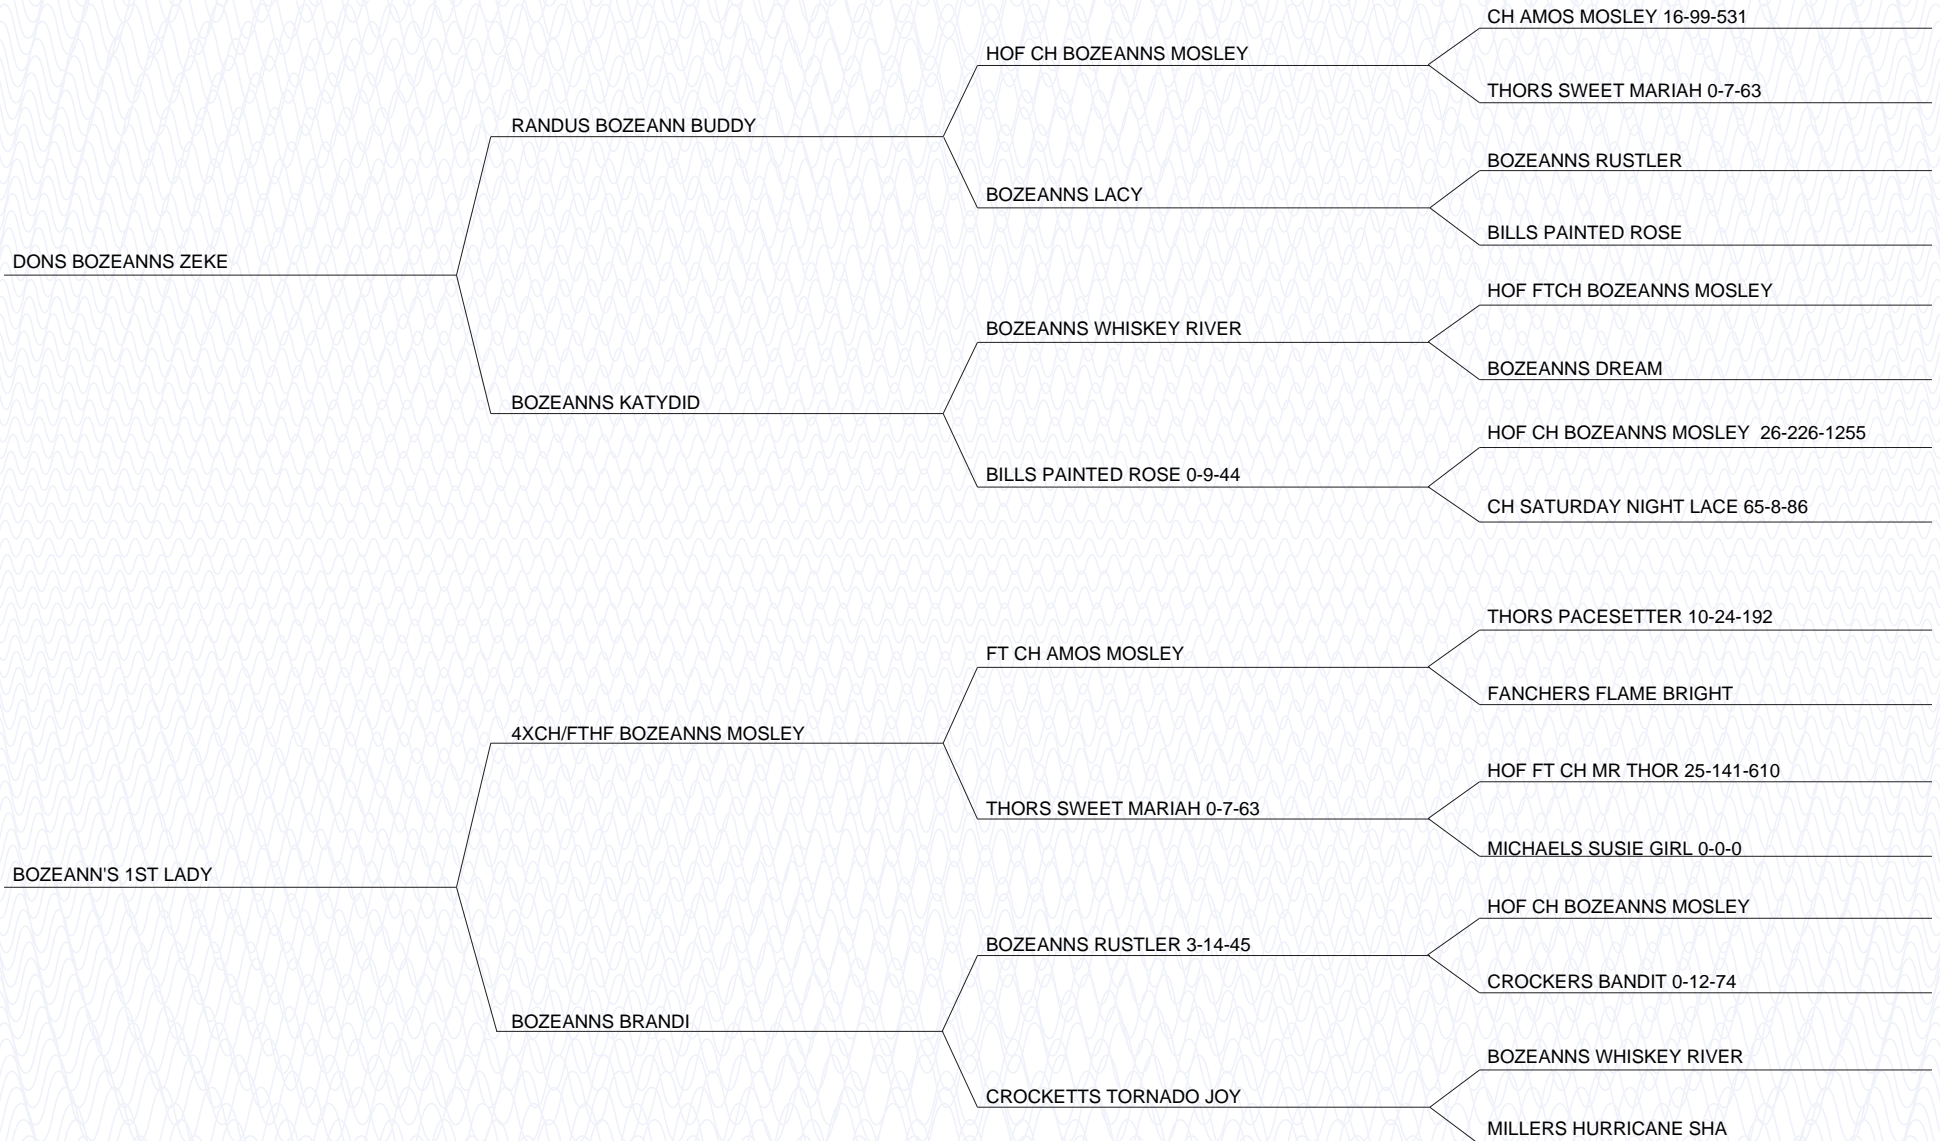 CH AMOS MOSLEY 16-99-531
HOF CH BOZEANNS MOSLEY
THORS SWEET MARIAH 0-7-63
RANDUS BOZEANN BUDDY
BOZEANNS RUSTLER
BOZEANNS LACY
BILLS PAINTED ROSE
DONS BOZEANNS ZEKE
HOF FTCH BOZEANNS MOSLEY
BOZEANNS WHISKEY RIVER
BOZEANNS DREAM
BOZEANNS KATYDID
HOF CH BOZEANNS MOSLEY 26-226-1255
BILLS PAINTED ROSE 0-9-44
CH SATURDAY NIGHT LACE 65-8-86
THORS PACESETTER 10-24-192
FT CH AMOS MOSLEY
FANCHERS FLAME BRIGHT
4XCH/FTHF BOZEANNS MOSLEY
HOF FT CH MR THOR 25-141-610
THORS SWEET MARIAH 0-7-63
MICHAELS SUSIE GIRL 0-0-0
BOZEANN'S 1ST LADY
HOF CH BOZEANNS MOSLEY
BOZEANNS RUSTLER 3-14-45
CROCKERS BANDIT 0-12-74
BOZEANNS BRANDI
BOZEANNS WHISKEY RIVER
CROCKETTS TORNADO JOY
MILLERS HURRICANE SHA